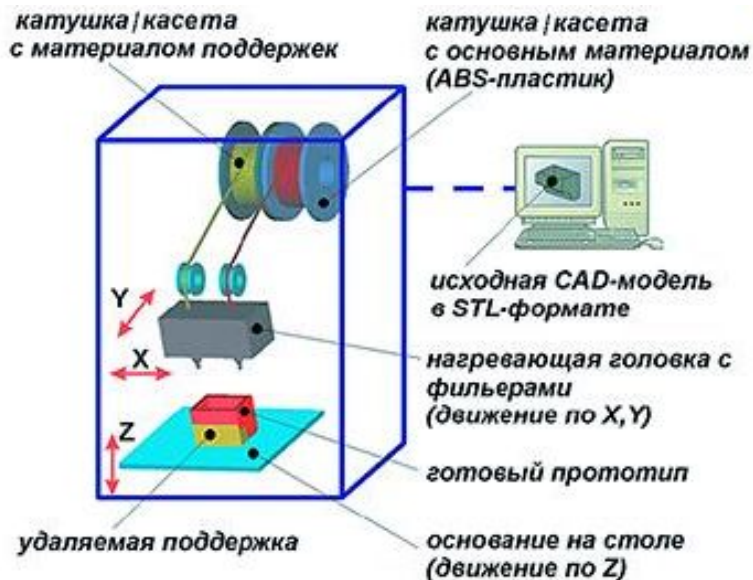 катушка/касета
с материалом поддержек
катушка/касета
с основным материалом
(ABS-пластик)
исходная CAD-модель
в STL-формате
Y
X
нагревающая головка с
фильерами
(движение по X,Y)
Z
готовый прототип
удаляемая поддержка
основание на столе
(движение по Z)